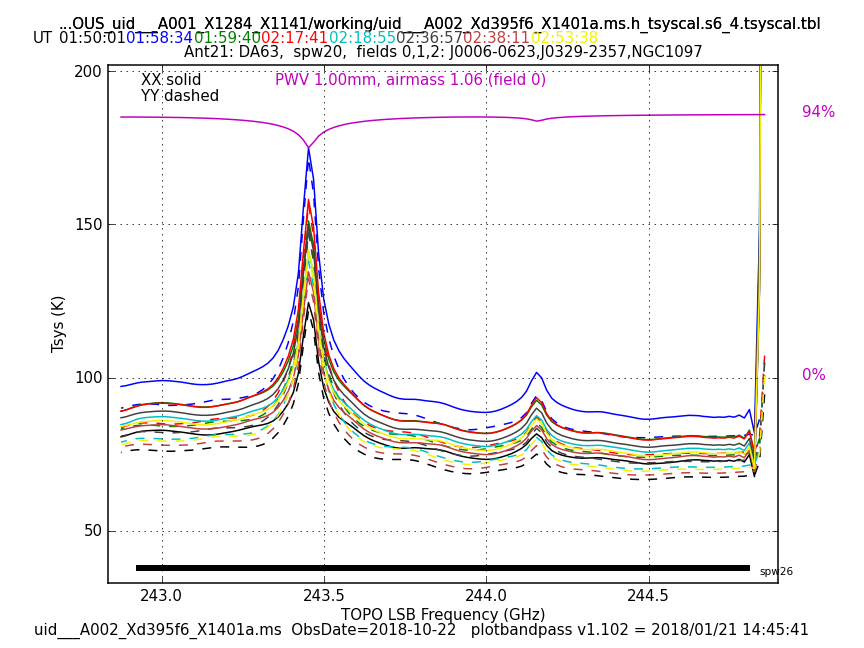 ...OUS_uid___A001_X1284_X1141/working/uid___A002_Xd395f6_X1401a.ms.h_tsyscal.s6_4.tsyscal.tbl
UT 01:50:01 01:58:34 01:59:40 02:17:41 02:18:55 02:36:57 02:38:11 02:53:38
Ant21: DA63, spw20, fields 0,1,2: J0006-0623,J0329-2357,NGC1097
200
XX solid
PWV 1.00mm, airmass 1.06 (field 0)
YY dashed
94%
150
Tsys (K)
100
0%
50
spw26
243.0 243.5 244.0 244.5
TOPO LSB Frequency (GHz)
uid___A002_Xd395f6_X1401a.ms ObsDate=2018-10-22 plotbandpass v1.102 = 2018/01/21 14:45:41